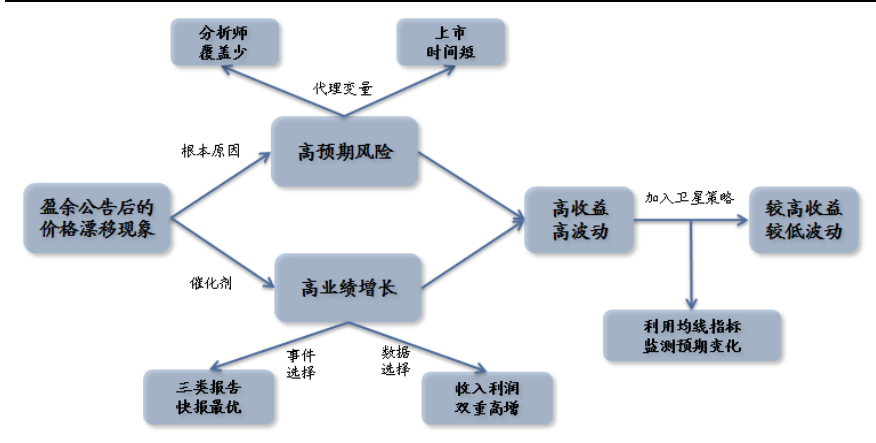 分析师
覆盖少
上市
时间短
代理变量
根本原因
高预期风险
盈余公告后的
价格漂移现象
高收益
高波动
加入卫星策略
较高收益
较低波动
催化剂
高业绩增长
利用均线指标
监测预期变化
事件
选择
数据
选择
三类报告
快报最优
收入利润
双重高增